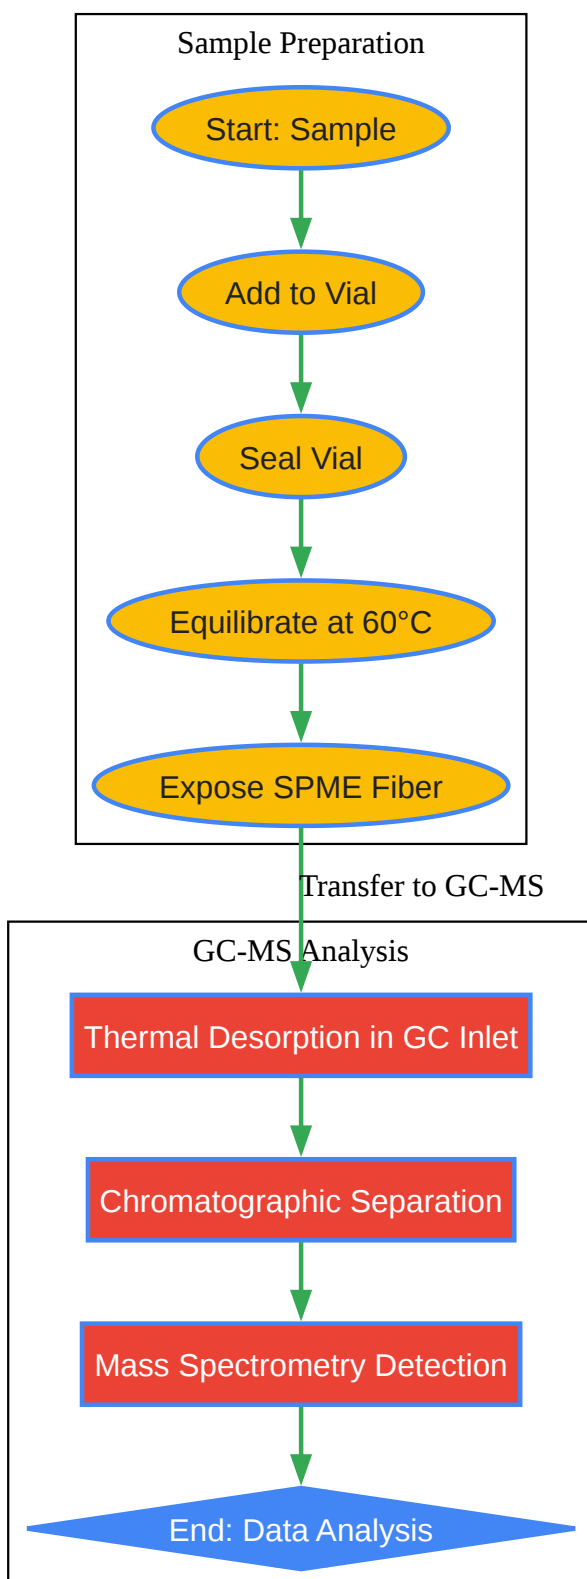 Sample Preparation
Start: Sample
Add to Vial
Seal Vial
Equilibrate at 60°C
Expose SPME Fiber
Transfer to GC-MS
GC-MS Analysis
Thermal Desorption in GC Inlet
Chromatographic Separation
Mass Spectrometry Detection
End: Data Analysis